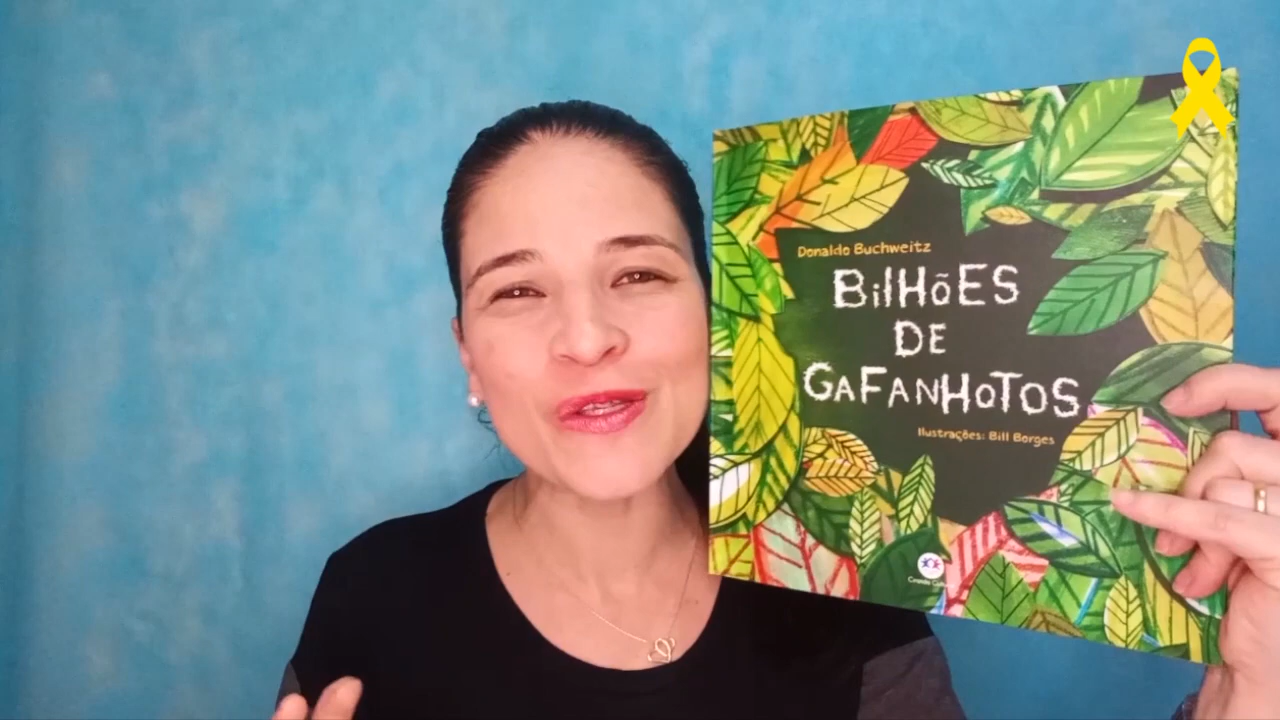 Donaldo Buchweitz
BilHõES
DE
GAFANHOTOS
Ilustrações: Bill Borges